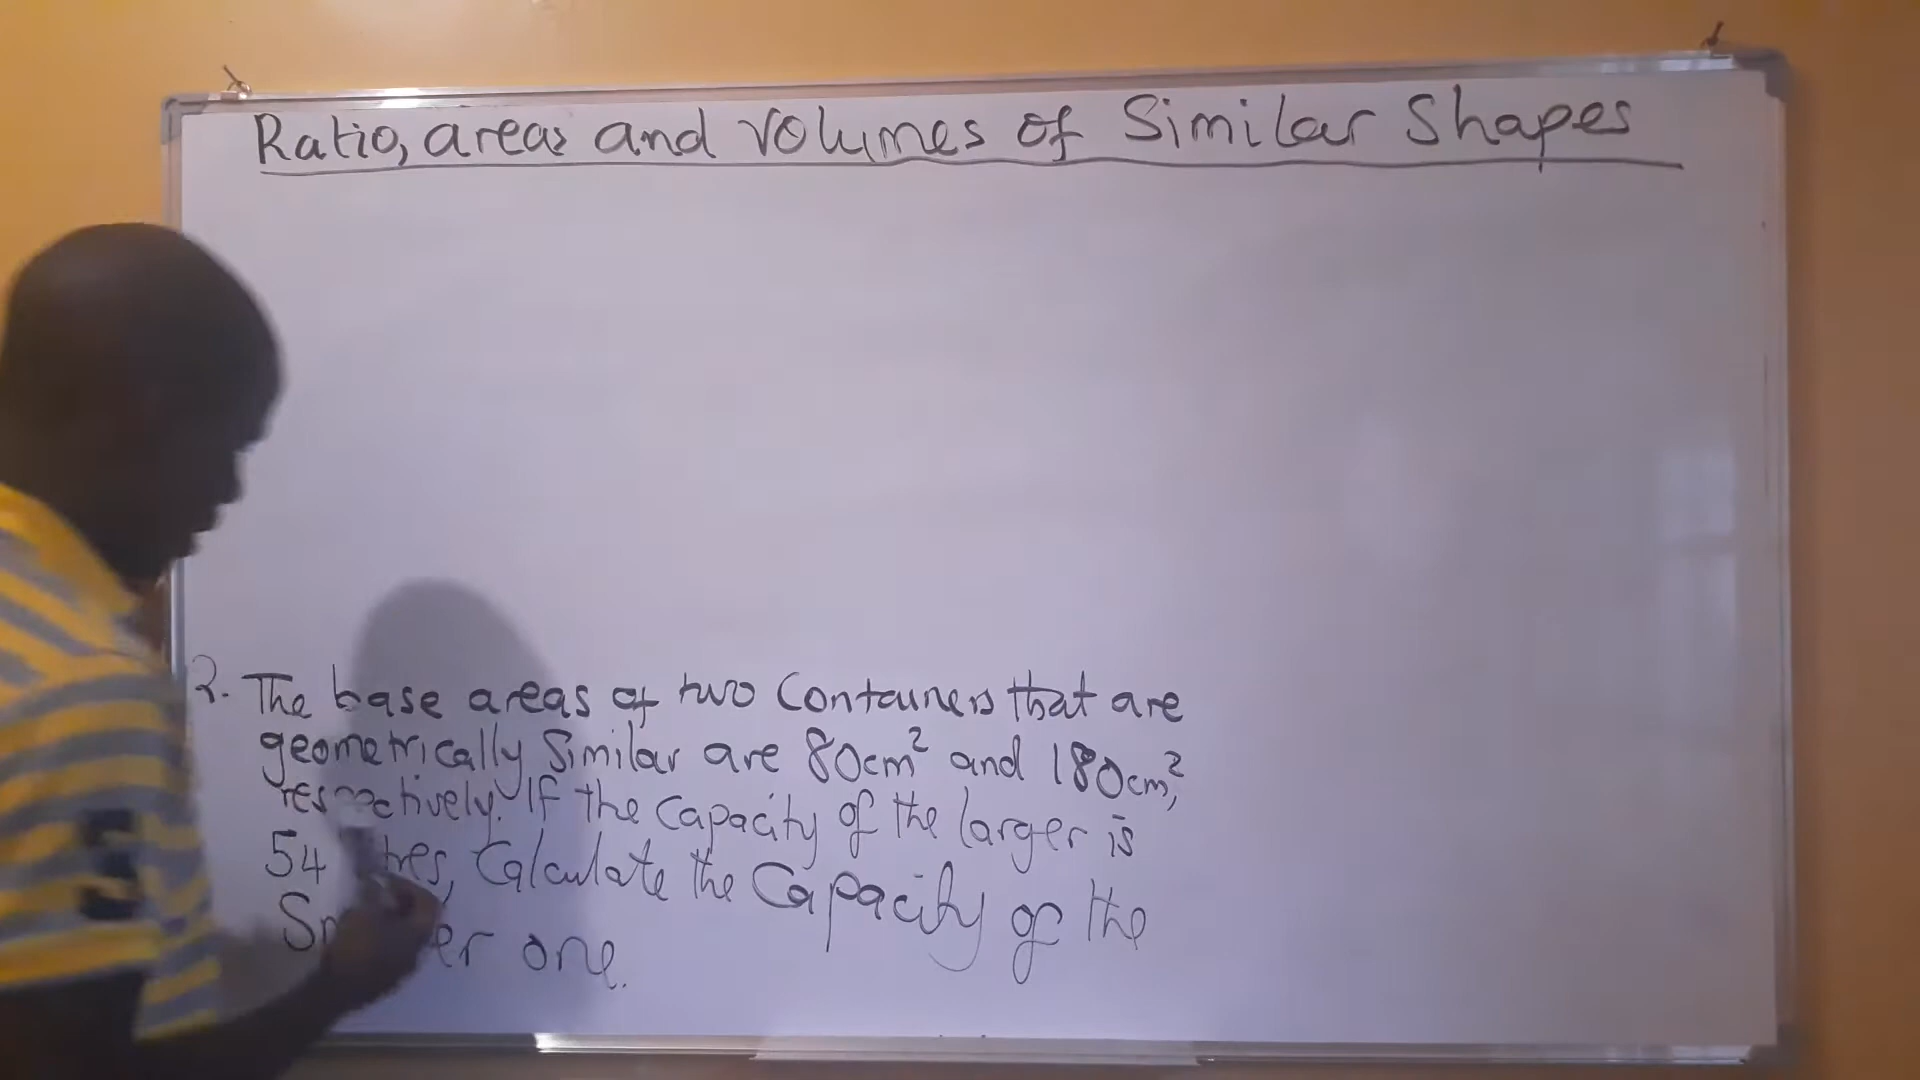 Ratio, areas and volumes of Similar Shapes
2. The base areas of two Containers that are
geometrically Similar are 80cm² and 180cm²,
respectively. If the Capacity of the larger is
54 Calculate the Capacity of the
one.